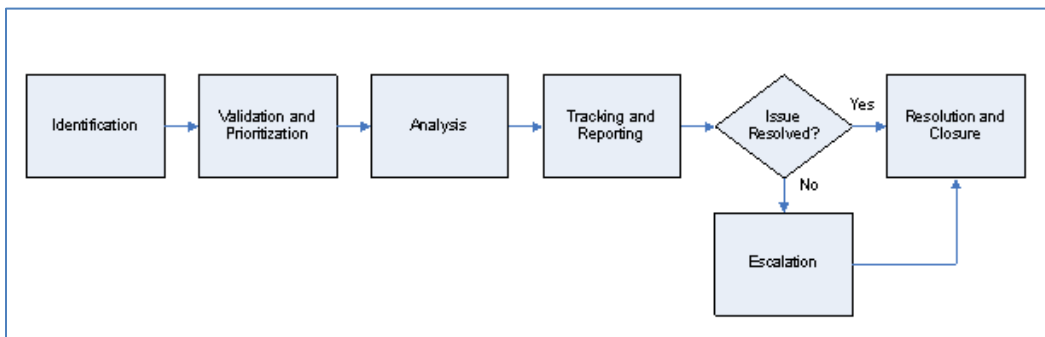 Identification
Validation and
Prioritization
Analysis
Tracking and
Reporting
Issue
Resolved?
Yes
Resolution and
Closure
No
Escalation